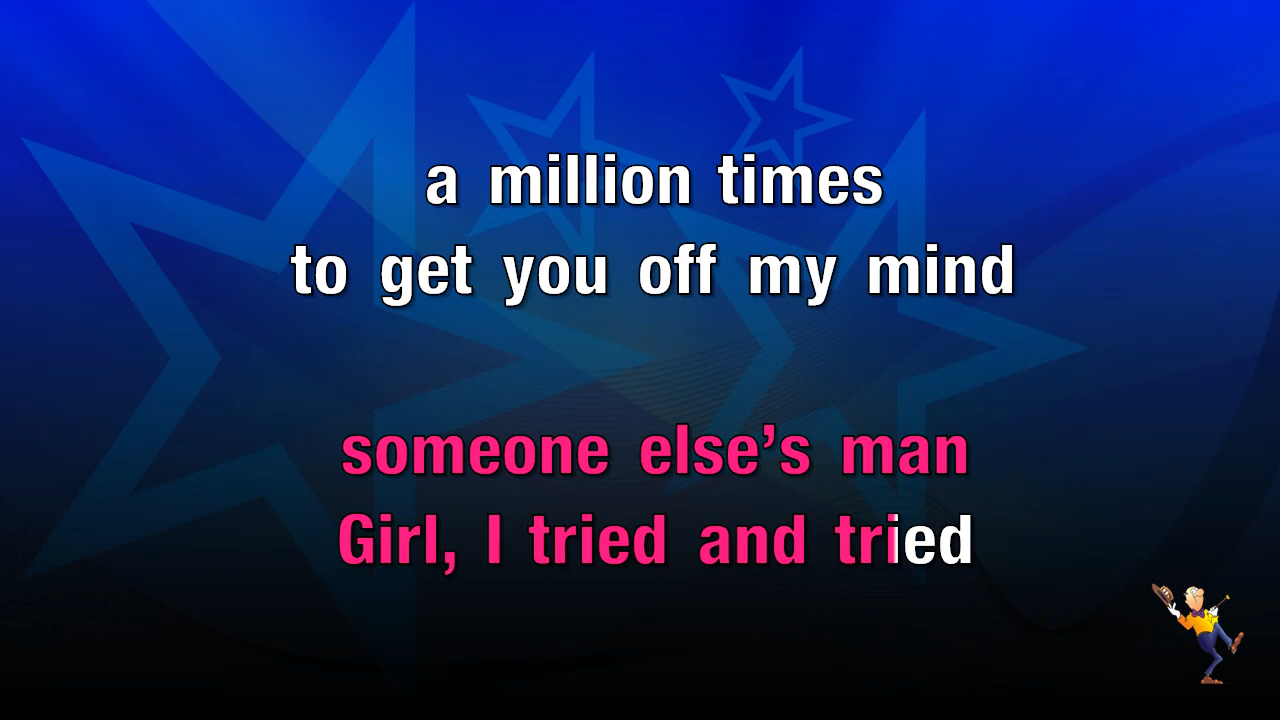 a million times
to get you off my mind
someone else’s man
Girl, I tried and tried